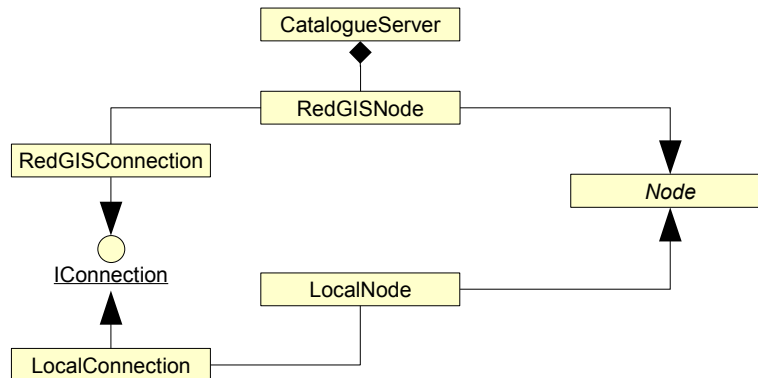 CatalogueServer
RedGISNode
RedGISConnection
Node
IConnection
LocalNode
LocalConnection